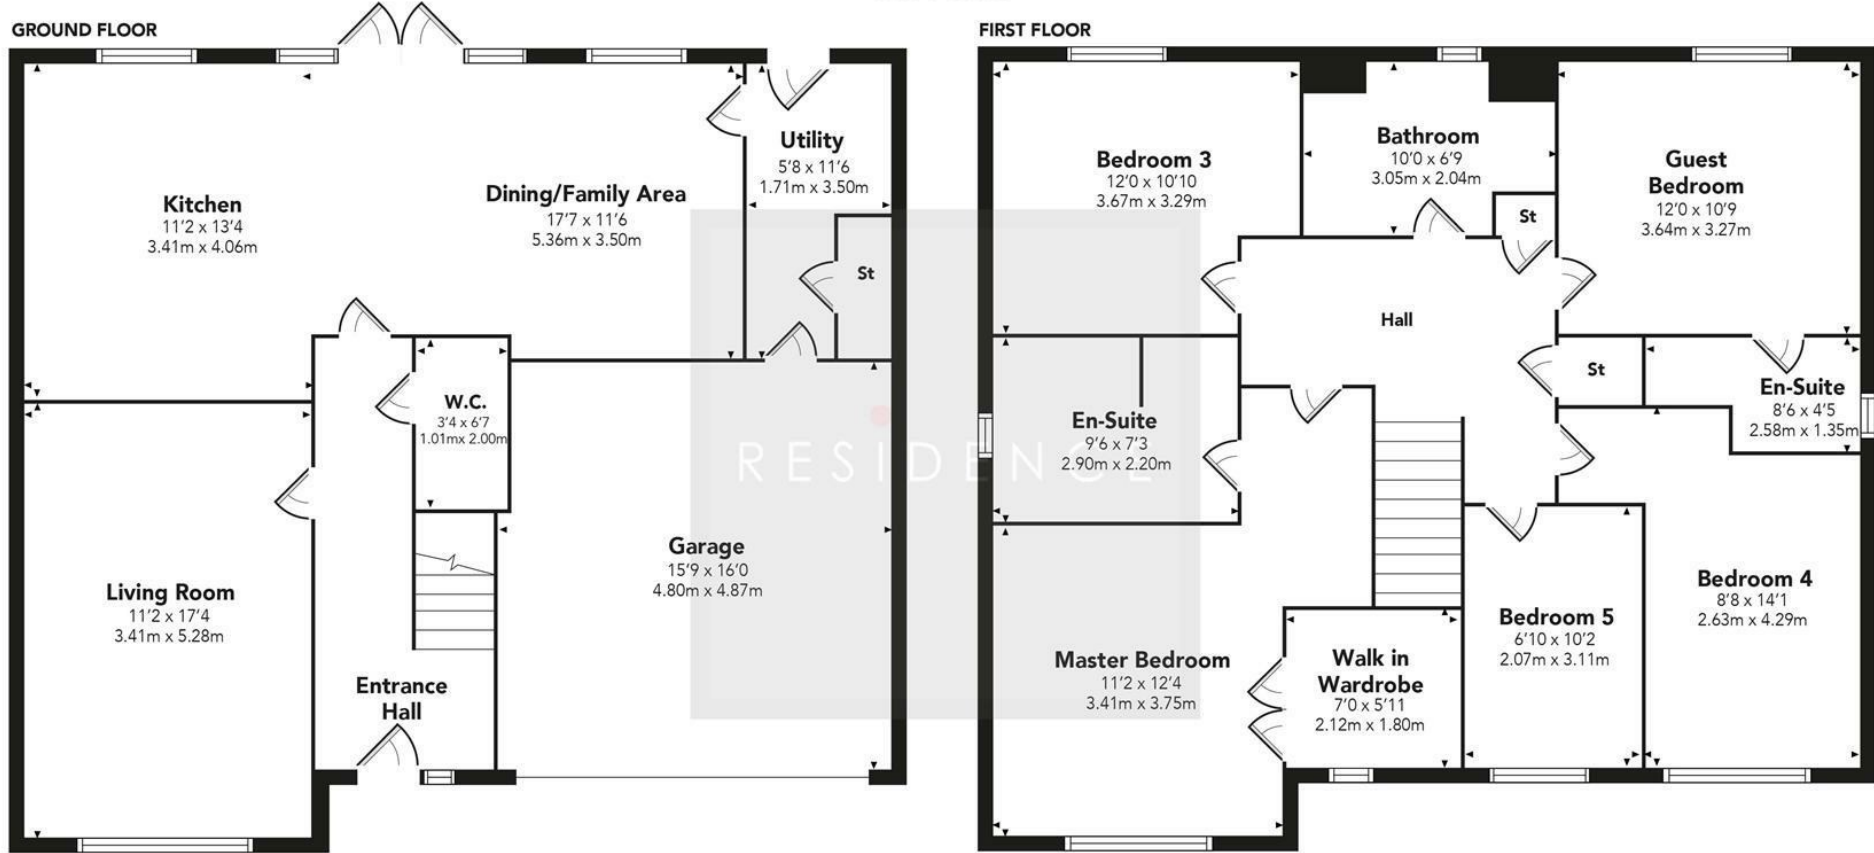 GROUND FLOOR
Kitchen
11'2 x 13'4
3.41m x 4.06m
Dining/Family Area
17'7 x 11'6
5.36m x 3.50m
Utility
5'8 x 11'6
1.71m x 3.50m
St
W.C.
3'4 x 6'7
1.01mx 2.00m
Living Room
11'2 x 17'4
3.41m x 5.28m
Garage
15'9 x 16'0
4.80m x 4.87m
Entrance
Hall
FIRST FLOOR
Bedroom 3
12'0 x 10'10
3.67m x 3.29m
Bathroom
10'0 x 6'9
3.05m x 2.04m
St
Guest
Bedroom
12'0 x 10'9
3.64m x 3.27m
Hall
St
En-Suite
8'6 x 4'5
2.58m x 1.35m
En-Suite
9'6 x 7'3
2.90m x 2.20m
Master Bedroom
11'2 x 12'4
3.41m x 3.75m
Walk in
Wardrobe
7'0 x 5'11
2.12m x 1.80m
Bedroom 5
6'10 x 10'2
2.07m x 3.11m
Bedroom 4
8'8 x 14'1
2.63m x 4.29m
RESiDENCE